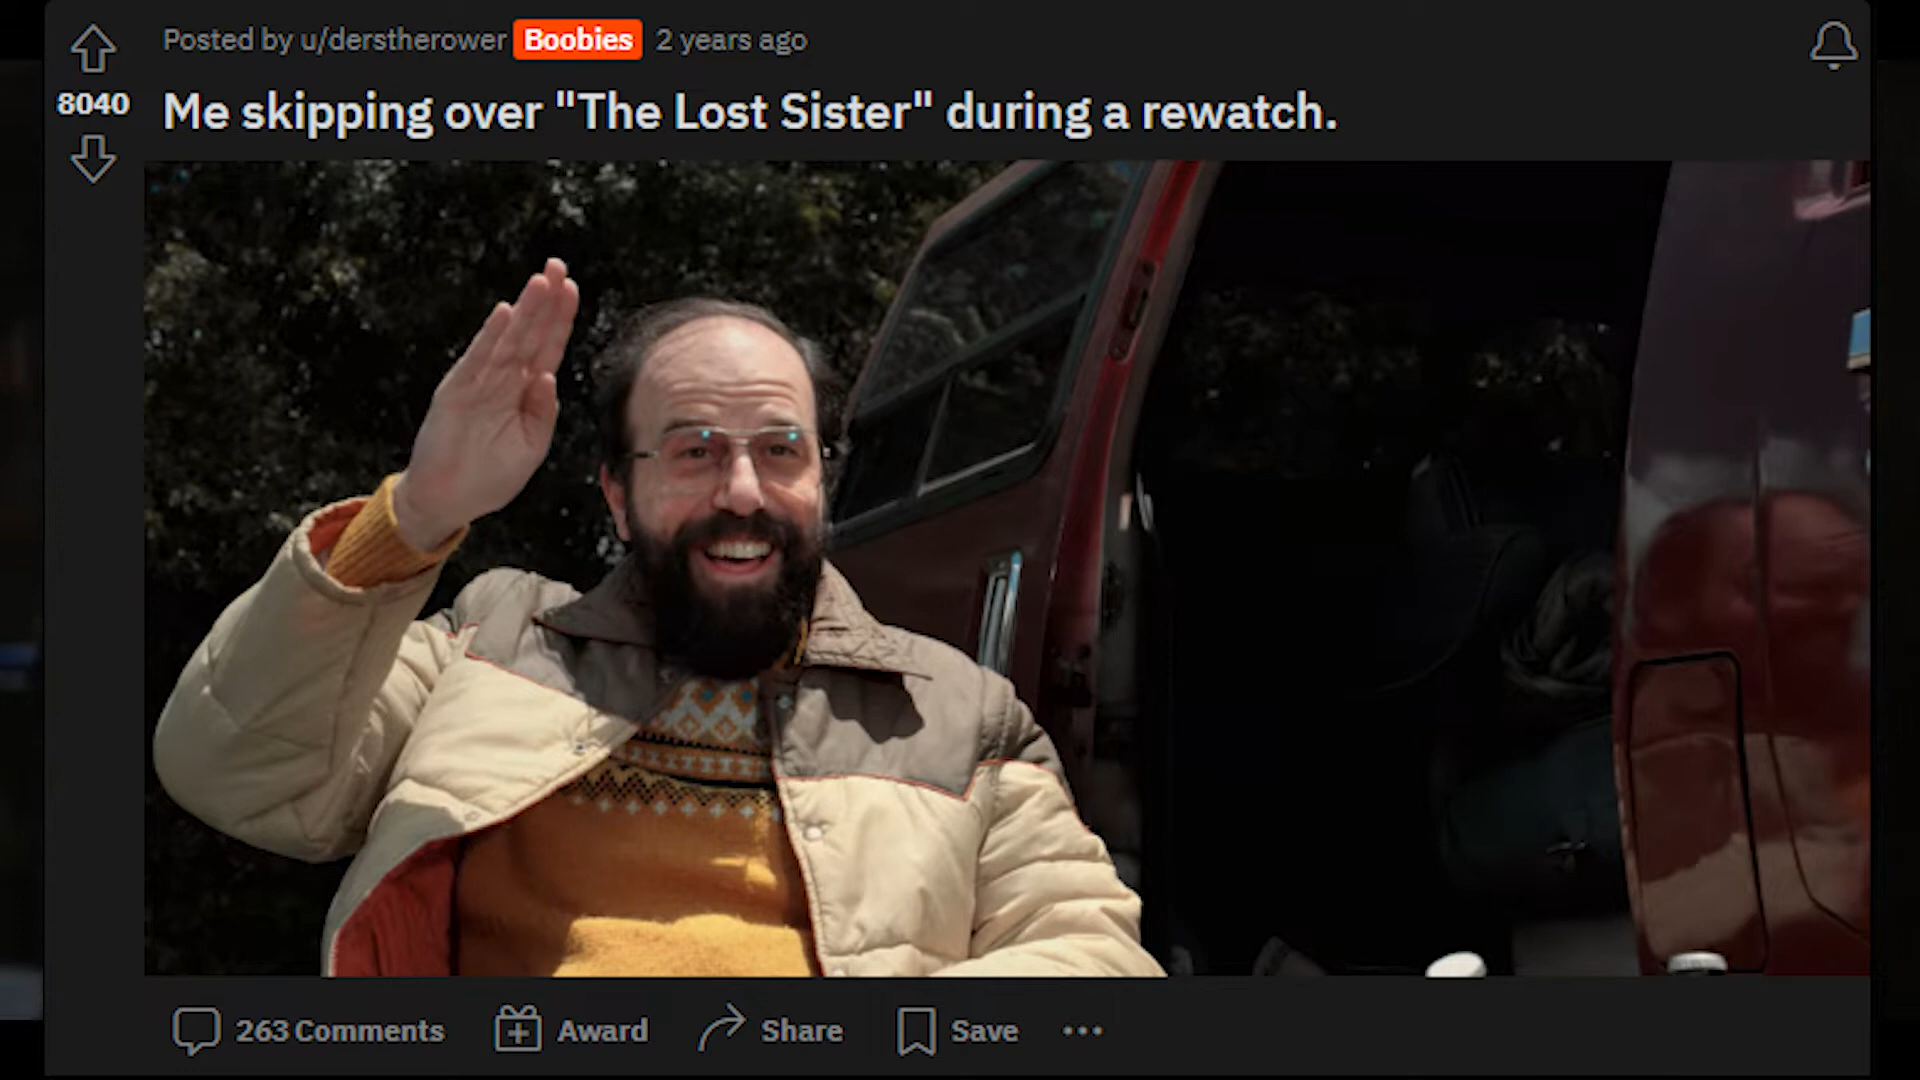 Posted by u/derstherower Boobies 2 years ago
8040
Me skipping over "The Lost Sister" during a rewatch.
263 Comments Award Share Save